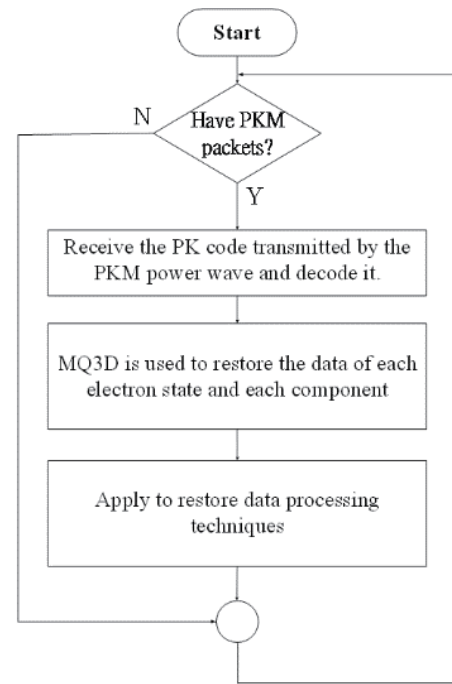 Start
N
Have PKM
packets?
Y
Receive the PK code transmitted by the
PKM power wave and decode it.
MQ3D is used to restore the data of each
electron state and each component
Apply to restore data processing
techniques